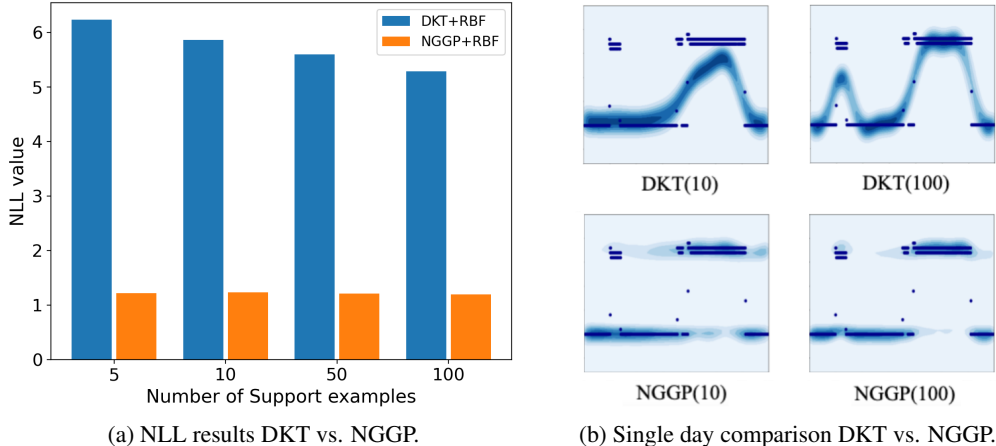 NLL value
6
5
4
3
2
1
0
DKT+RBF
NGGP+RBF
5 10 50 100
Number of Support examples
(a) NLL results DKT vs. NGGP.
DKT(10) DKT(100)
NGGP(10) NGGP(100)
(b) Single day comparison DKT vs. NGGP.